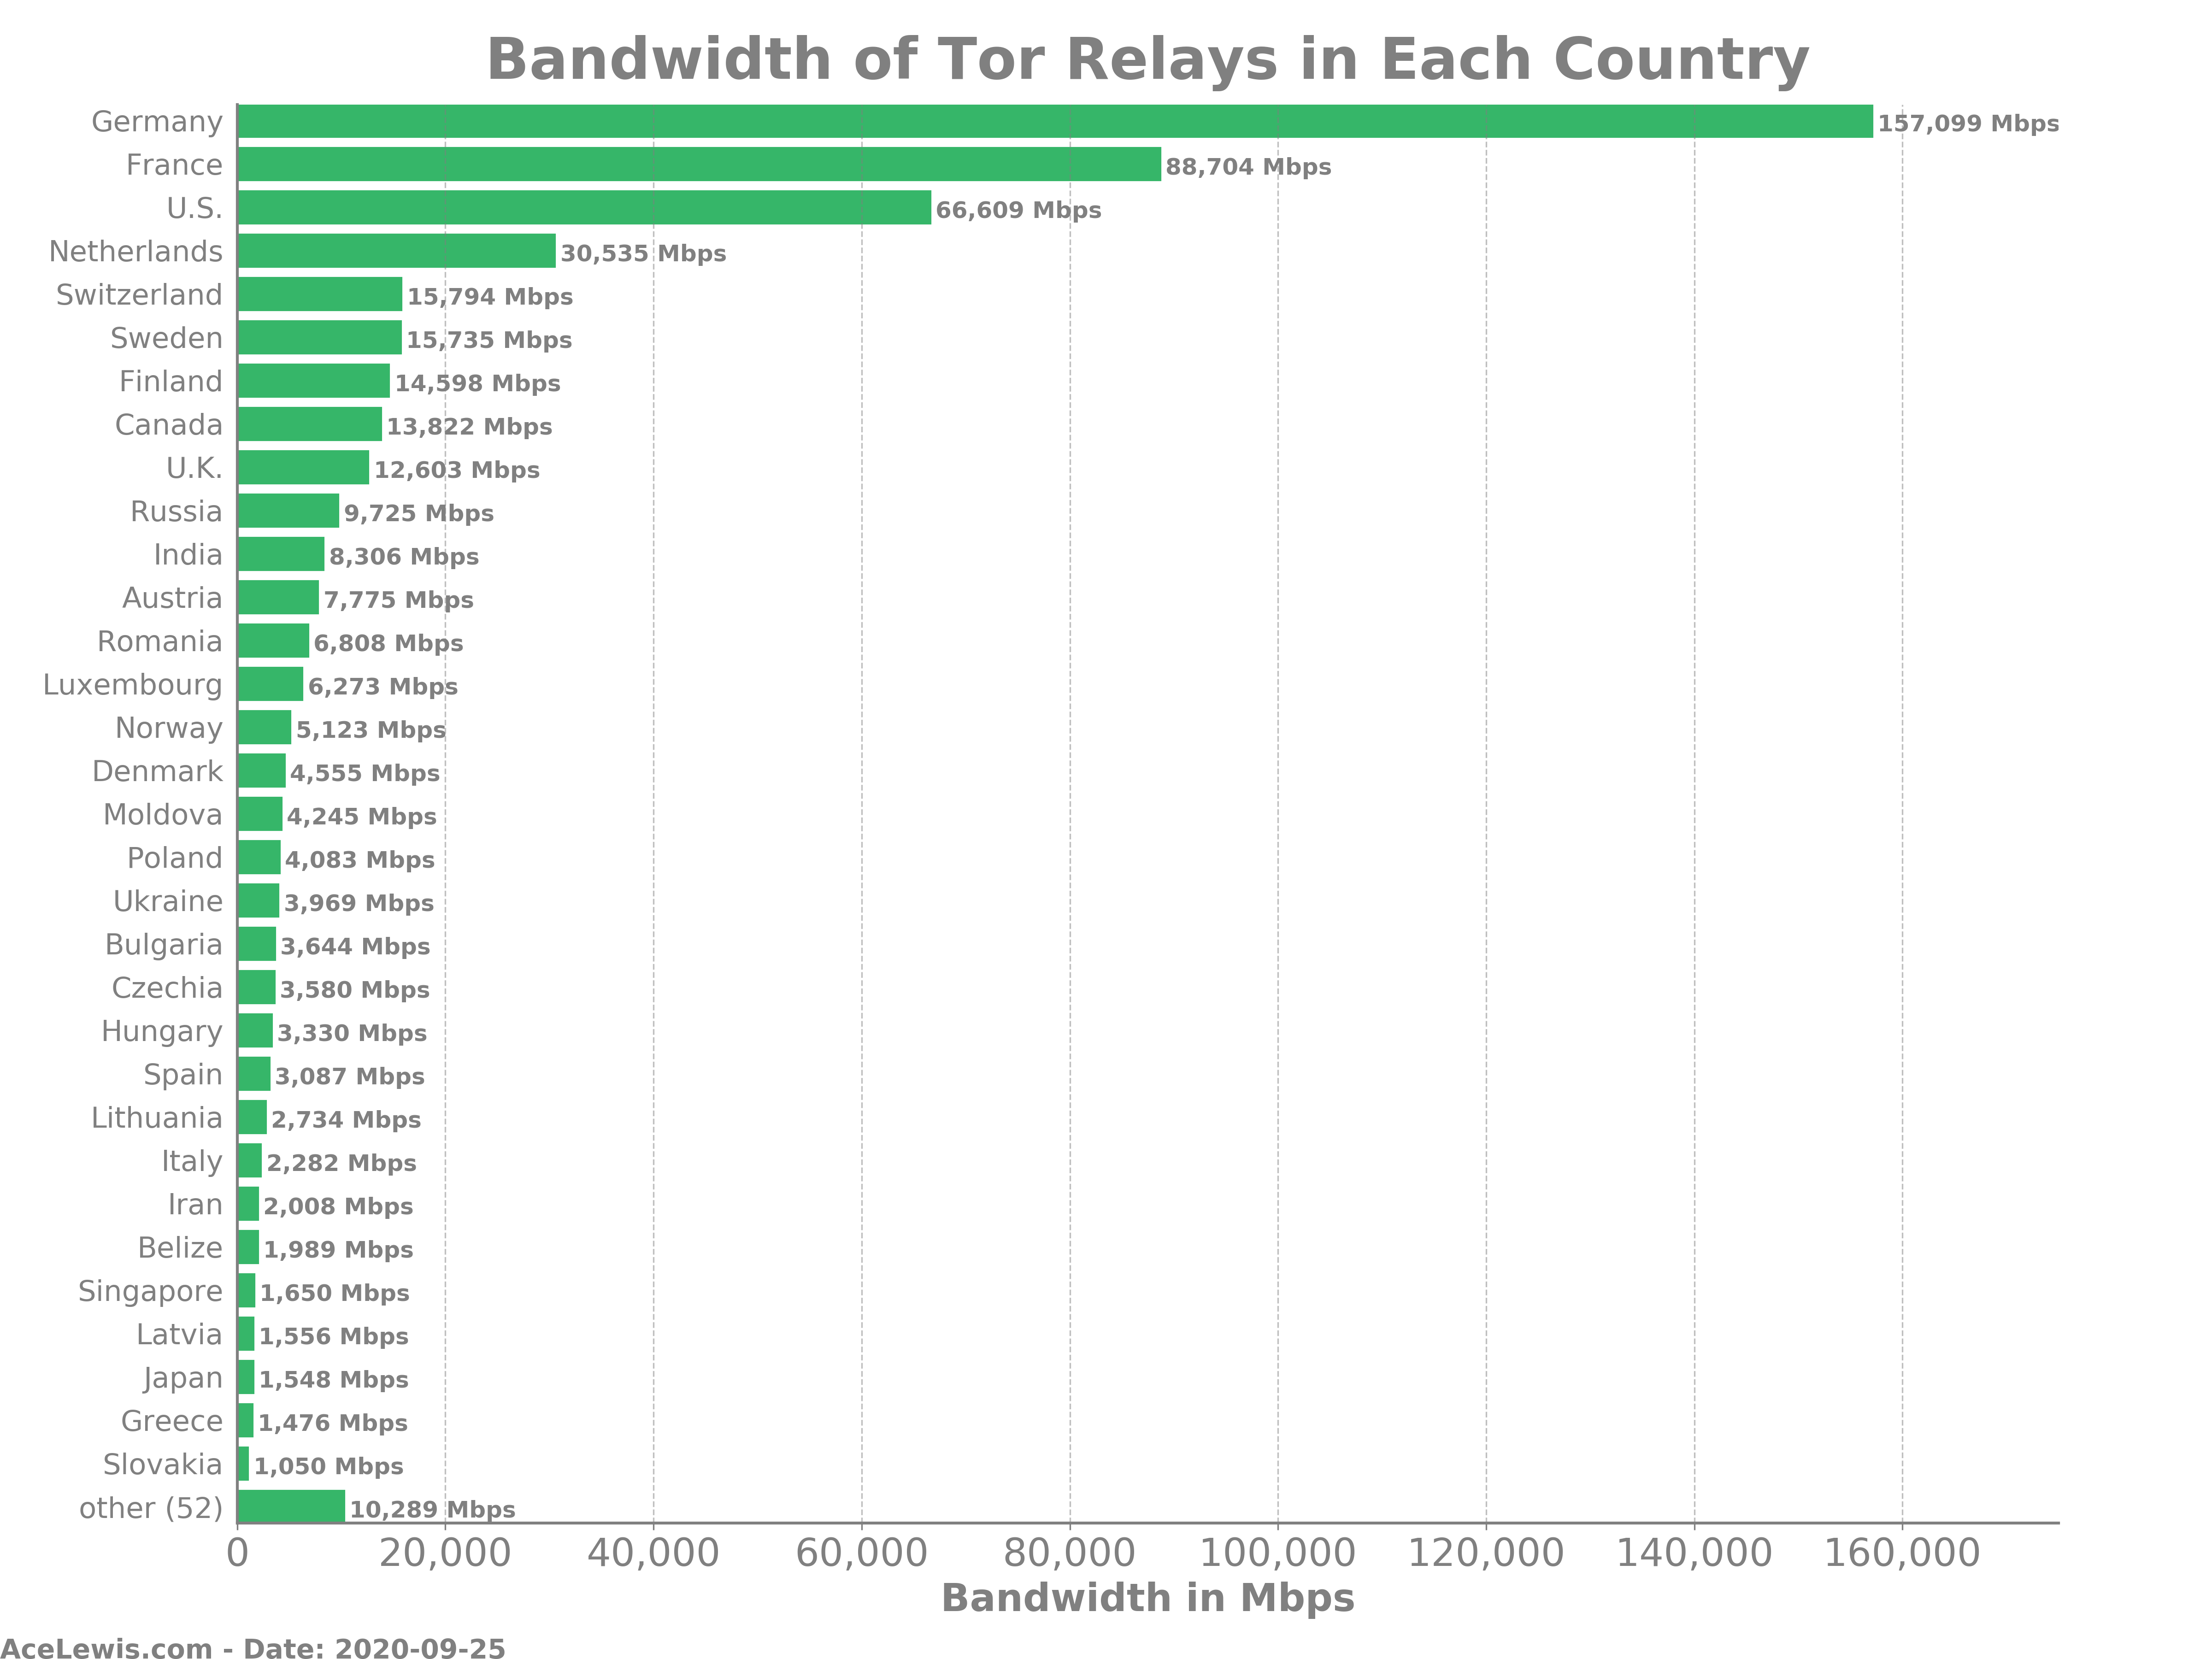 Bandwidth of Tor Relays in Each Country
Germany 157,099 Mbps
France 88,704 Mbps
U.S. 66,609 Mbps
Netherlands 30,535 Mbps
Switzerland 15,794 Mbps
Sweden 15,735 Mbps
Finland 14,598 Mbps
Canada 13,822 Mbps
U.K. 12,603 Mbps
Russia 9,725 Mbps
India 8,306 Mbps
Austria 7,775 Mbps
Romania 6,808 Mbps
Luxembourg 6,273 Mbps
Norway 5,123 Mbps
Denmark 4,555 Mbps
Moldova 4,245 Mbps
Poland 4,083 Mbps
Ukraine 3,969 Mbps
Bulgaria 3,644 Mbps
Czechia 3,580 Mbps
Hungary 3,330 Mbps
Spain 3,087 Mbps
Lithuania 2,734 Mbps
Italy 2,282 Mbps
Iran 2,008 Mbps
Belize 1,989 Mbps
Singapore 1,650 Mbps
Latvia 1,556 Mbps
Japan 1,548 Mbps
Greece 1,476 Mbps
Slovakia 1,050 Mbps
other (52) 10,289 Mbps
0 20,000 40,000 60,000 80,000 100,000 120,000 140,000 160,000
Bandwidth in Mbps
AceLewis.com - Date: 2020-09-25